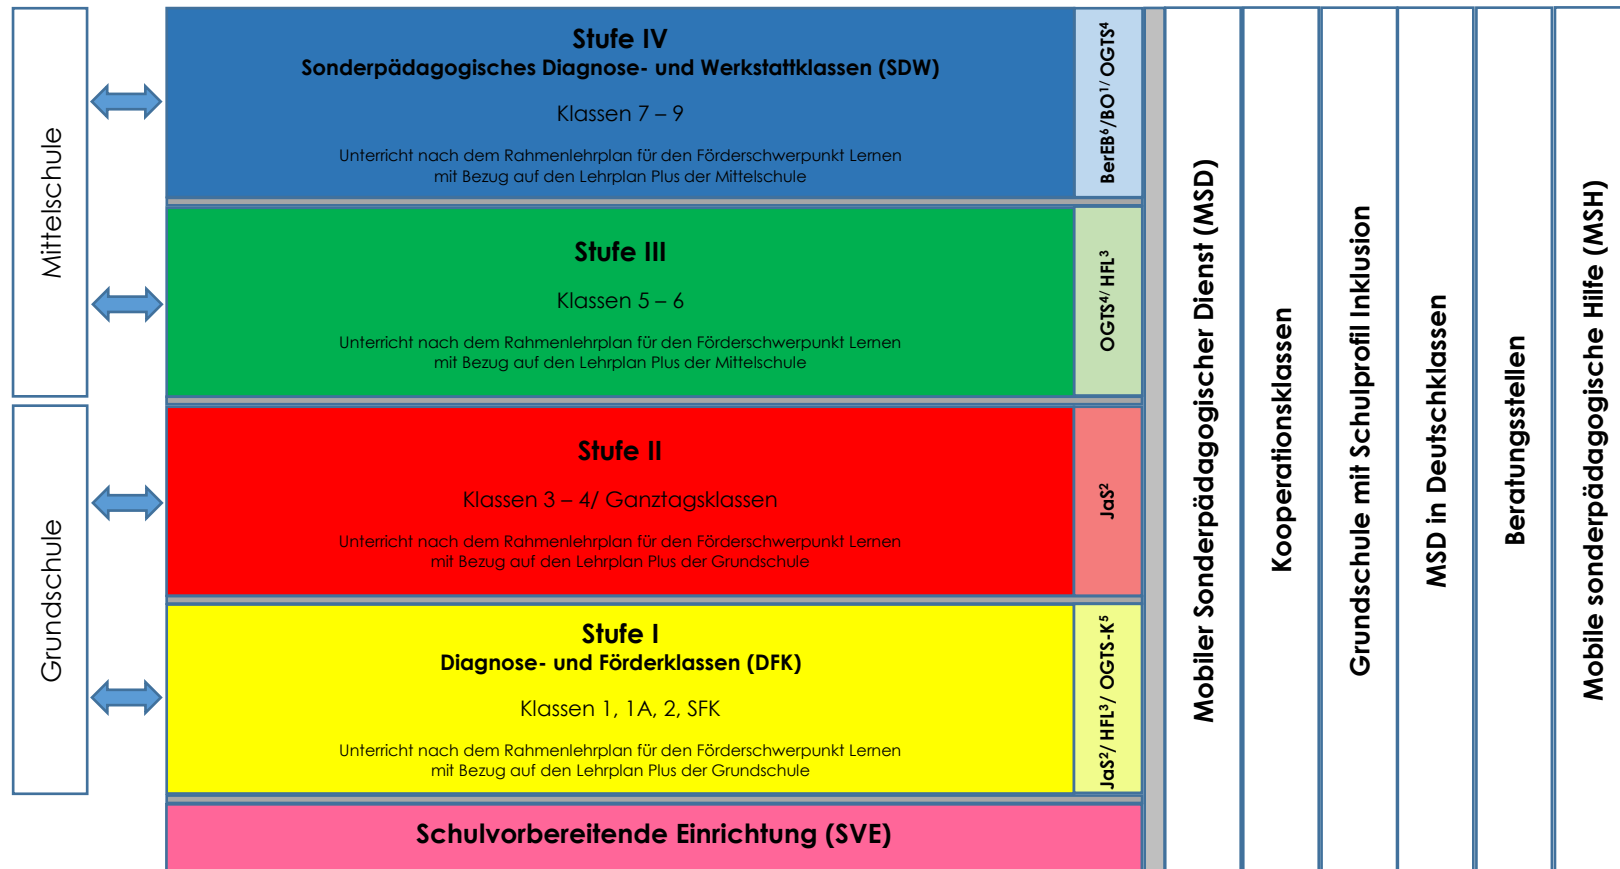 Mittelschule
Grundschule
Stufe IV
Sonderpädagogisches Diagnose- und Werkstattklassen (SDW)
Klassen 7 – 9
Unterricht nach dem Rahmenlehrplan für den Förderschwerpunkt Lernen
mit Bezug auf den Lehrplan Plus der Mittelschule
BerEB⁶/BO¹/ OGTS⁴
Stufe III
Klassen 5 – 6
Unterricht nach dem Rahmenlehrplan für den Förderschwerpunkt Lernen
mit Bezug auf den Lehrplan Plus der Mittelschule
OGTS⁴/ HFL³
Stufe II
Klassen 3 – 4/ Ganztagsklassen
Unterricht nach dem Rahmenlehrplan für den Förderschwerpunkt Lernen
mit Bezug auf den Lehrplan Plus der Grundschule
JaS²
Stufe I
Diagnose- und Förderklassen (DFK)
Klassen 1, 1A, 2, SFK
Unterricht nach dem Rahmenlehrplan für den Förderschwerpunkt Lernen
mit Bezug auf den Lehrplan Plus der Grundschule
JaS²/ HFL³/ OGTS-K⁵
Schulvorbereitende Einrichtung (SVE)
Mobiler Sonderpädagogischer Dienst (MSD)
Kooperationsklassen
Grundschule mit Schulprofil Inklusion
MSD in Deutschklassen
Beratungsstellen
Mobile sonderpädagogische Hilfe (MSH)